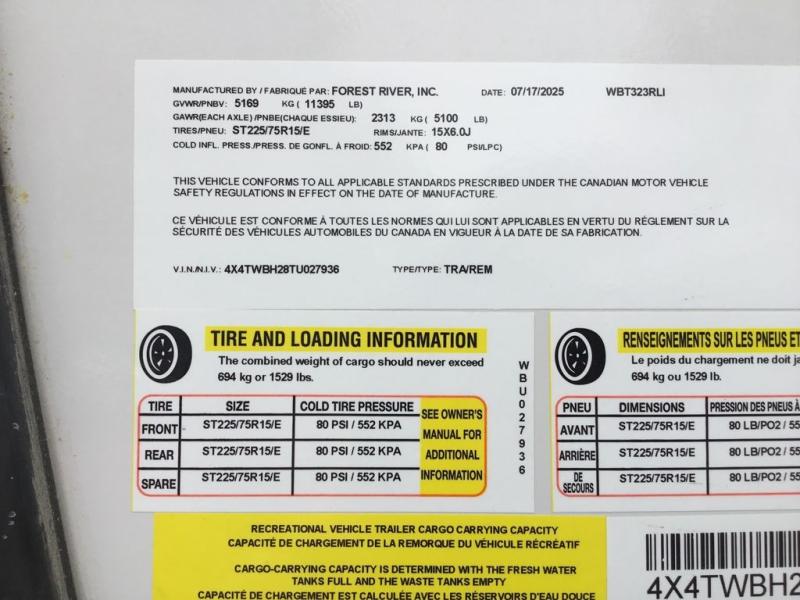 MANUFACTURED BY / FABRIQUÉ PAR: FOREST RIVER, INC. DATE: 07/17/2025 WBT323RLI
GVWR/PNBV: 5169 KG ( 11395 LB)
GAWR(EACH AXLE) /PNBE(CHAQUE ESSIEU): 2313 KG ( 5100 LB)
TIRES/PNEU: ST225/75R15/E RIMS/JANTE: 15X6.0J
COLD INFL. PRESS./PRESS. DE GONFL. À FROID: 552 KPA ( 80 PSI/LPC)
THIS VEHICLE CONFORMS TO ALL APPLICABLE STANDARDS PRESCRIBED UNDER THE CANADIAN MOTOR VEHICLE
SAFETY REGULATIONS IN EFFECT ON THE DATE OF MANUFACTURE.
CE VÉHICULE EST CONFORME À TOUTES LES NORMES QUI LUI SONT APPLICABLES EN VERTU DU RÉGLEMENT SUR LA
SÉCURITÉ DES VÉHICULES AUTOMOBILES DU CANADA EN VIGUEUR À LA DATE DE SA FABRICATION.
V.I.N./N.I.V.: 4X4TWBH28TU027936 TYPE/TYPE: TRA/REM
TIRE AND LOADING INFORMATION
The combined weight of cargo should never exceed
694 kg or 1529 lbs.
TIRE SIZE COLD TIRE PRESSURE
FRONT ST225/75R15/E 80 PSI / 552 KPA
REAR ST225/75R15/E 80 PSI / 552 KPA
SPARE ST225/75R15/E 80 PSI / 552 KPA
SEE OWNER'S
MANUAL FOR
ADDITIONAL
INFORMATION
WBU027936
RENSEIGNEMENTS SUR LES PNEUS ET
Le poids du chargement ne doit ja
694 kg ou 1529 lb.
PNEU DIMENSIONS PRESSION DES PNEUS À
AVANT ST225/75R15/E 80 LB/PO2 / 55
ARRIÈRE ST225/75R15/E 80 LB/PO2 / 55
DE SECOURS ST225/75R15/E 80 LB/PO2 / 55
RECREATIONAL VEHICLE TRAILER CARGO CARRYING CAPACITY
CAPACITÉ DE CHARGEMENT DE LA REMORQUE DU VÉHICULE RÉCRÉATIF
CARGO-CARRYING CAPACITY IS DETERMINED WITH THE FRESH WATER
TANKS FULL AND THE WASTE TANKS EMPTY
CAPACITÉ DE CHARGEMENT EST CALCULÉE AVEC LES RÉSERVOIRS D'EAU DOUCE
4X4TWBH2